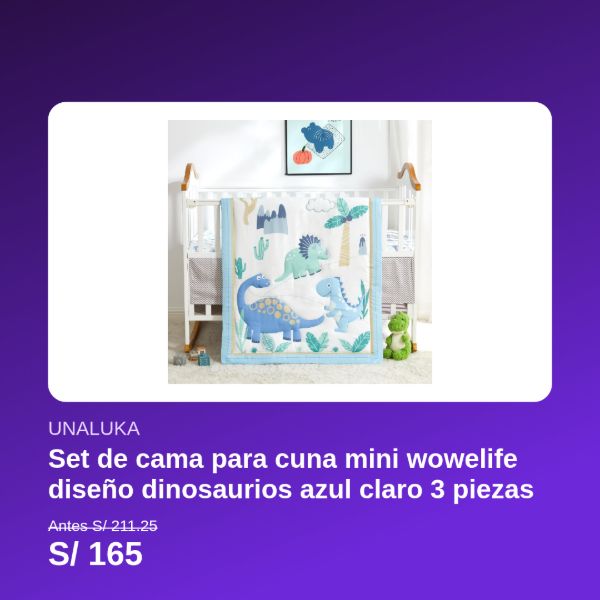 UNALUKA
Set de cama para cuna mini wowelife
diseño dinosaurios azul claro 3 piezas
Antes S/ 211.25
S/ 165